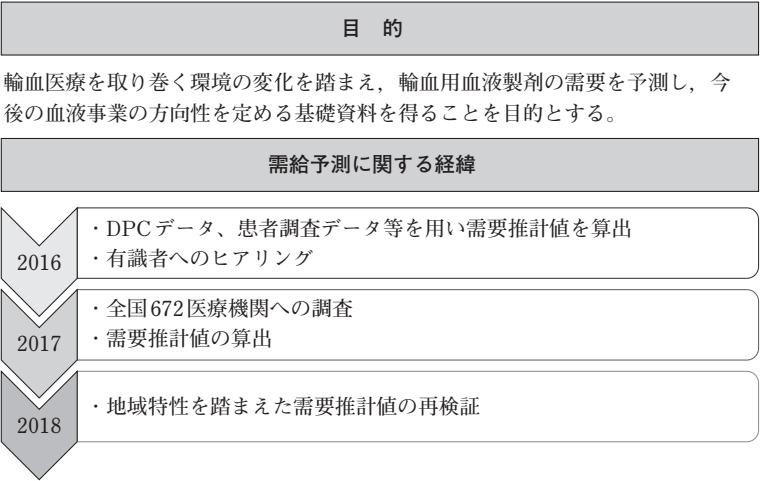 目　的
輸血医療を取り巻く環境の変化を踏まえ，輸血用血液製剤の需要を予測し，今
後の血液事業の方向性を定める基礎資料を得ることを目的とする。
需給予測に関する経緯
2016
・DPCデータ、患者調査データ等を用い需要推計値を算出
・有識者へのヒアリング
2017
・全国672医療機関への調査
・需要推計値の算出
2018
・地域特性を踏まえた需要推計値の再検証